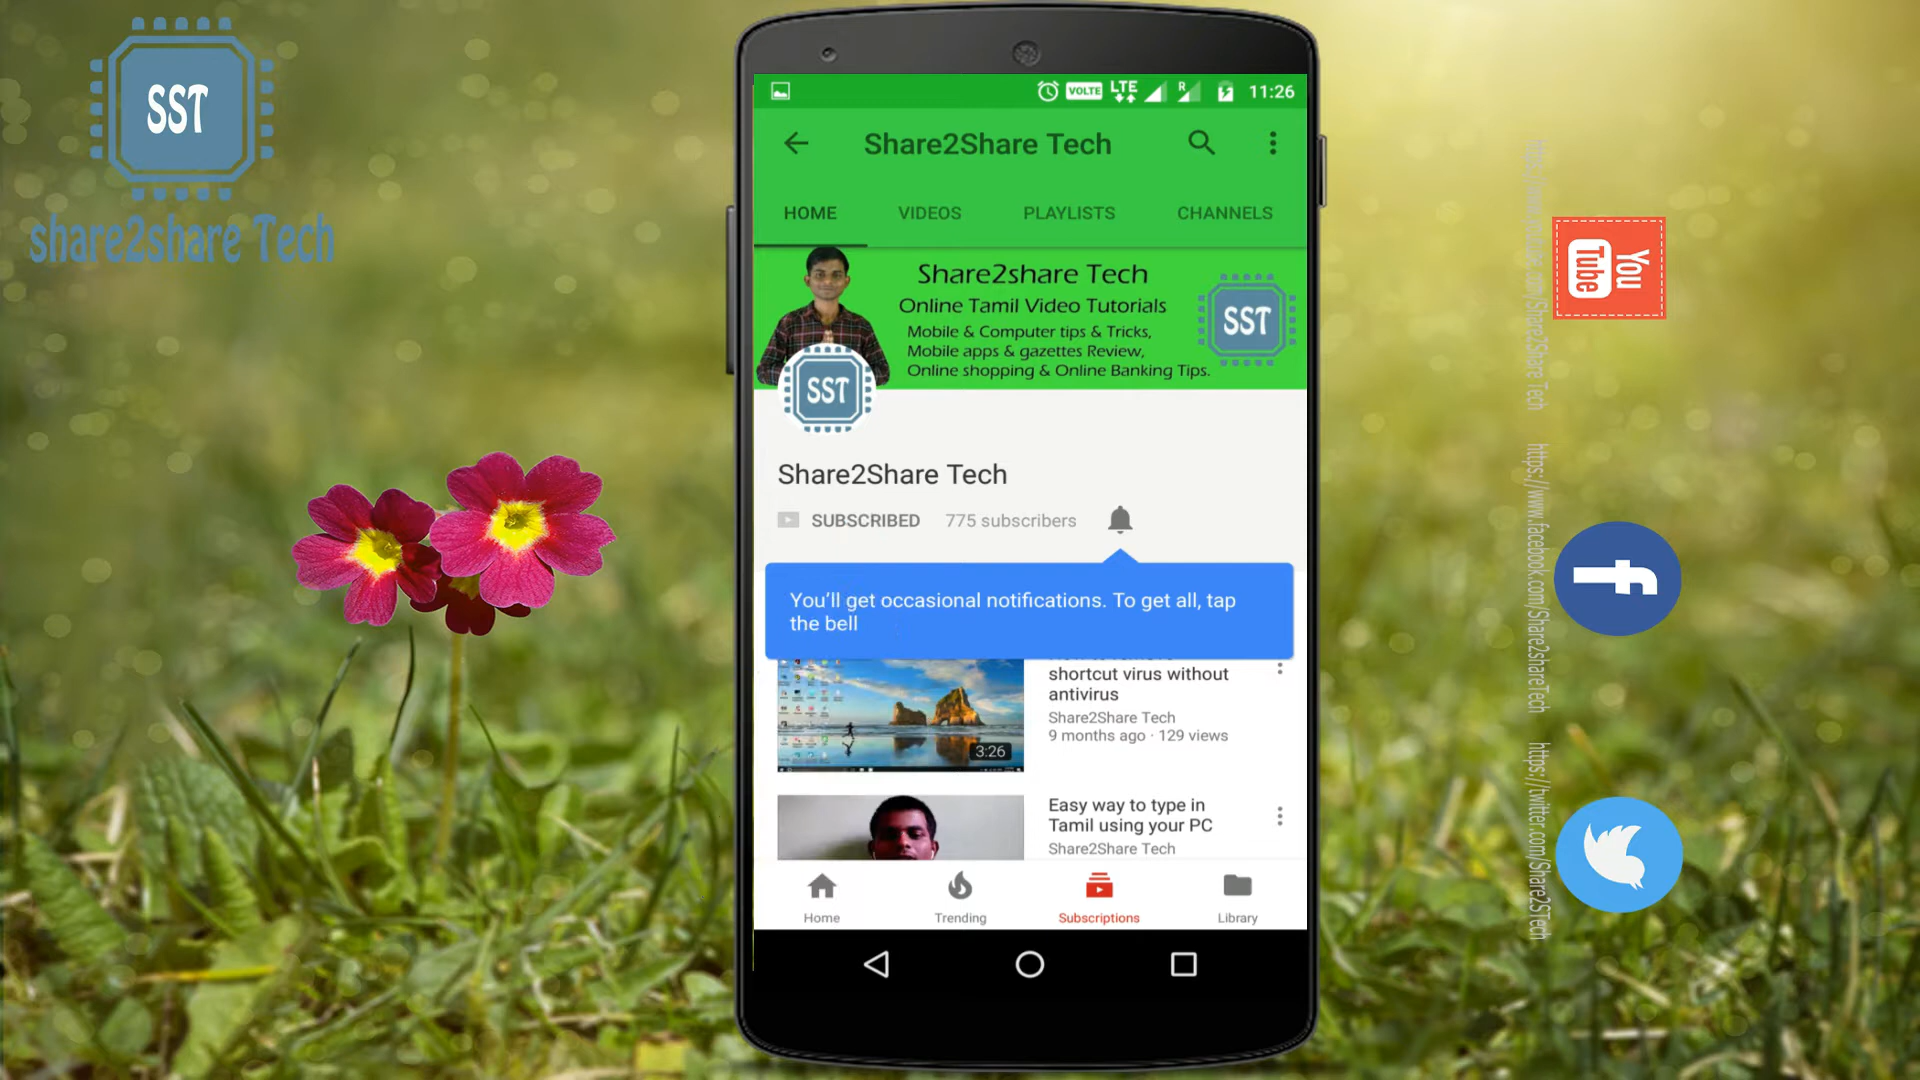 SST
share2share Tech
VOLTE LTE R 11:26
Share2Share Tech
HOME VIDEOS PLAYLISTS CHANNELS
Share2share Tech
Online Tamil Video Tutorials
Mobile & Computer tips & Tricks,
Mobile apps & gazettes Review,
Online shopping & Online Banking Tips.
SST
SST
Share2Share Tech
SUBSCRIBED 775 subscribers
You'll get occasional notifications. To get all, tap
the bell
shortcut virus without
antivirus
Share2Share Tech
9 months ago · 129 views
3:26
Easy way to type in
Tamil using your PC
Share2Share Tech
Home Trending Subscriptions Library
You
Tube
https://www.facebook.com/Share2shareTech
https://twitter.com/Share2STech